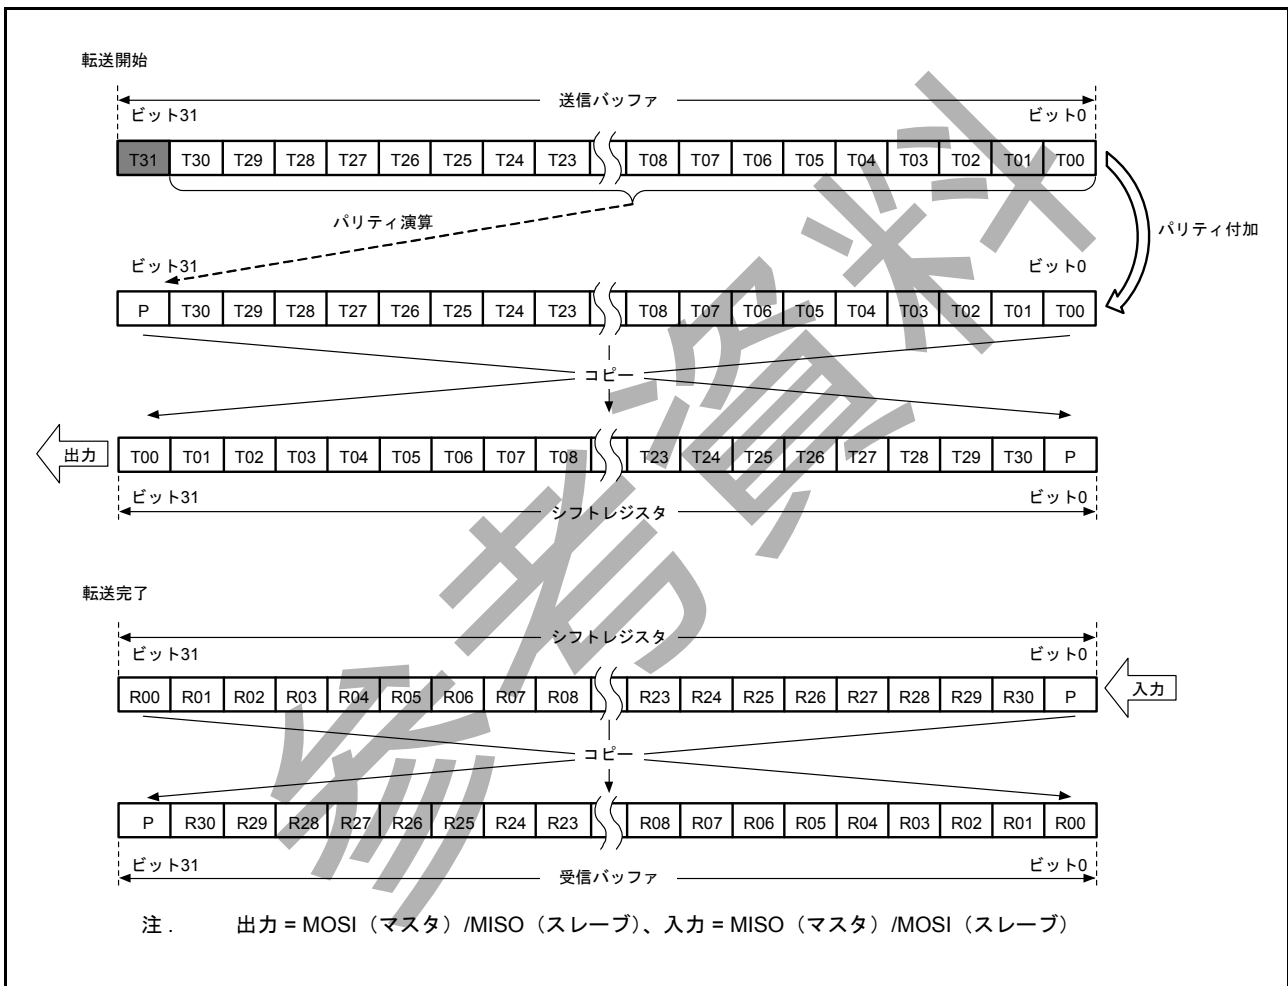 転送開始
送信バッファ
ビット31 ビット0
T31 T30 T29 T28 T27 T26 T25 T24 T23 T08 T07 T06 T05 T04 T03 T02 T01 T00
パリティ演算
パリティ付加
ビット31 ビット0
P T30 T29 T28 T27 T26 T25 T24 T23 T08 T07 T06 T05 T04 T03 T02 T01 T00
コピー
出力
T00 T01 T02 T03 T04 T05 T06 T07 T08 T23 T24 T25 T26 T27 T28 T29 T30 P
ビット31 ビット0
シフトレジスタ
転送完了
シフトレジスタ
ビット31 ビット0
R00 R01 R02 R03 R04 R05 R06 R07 R08 R23 R24 R25 R26 R27 R28 R29 R30 P
入力
コピー
P R30 R29 R28 R27 R26 R25 R24 R23 R08 R07 R06 R05 R04 R03 R02 R01 R00
ビット31 ビット0
受信バッファ
注. 出力 = MOSI（マスタ）/MISO（スレーブ）、入力 = MISO（マスタ）/MOSI（スレーブ）
参考資料